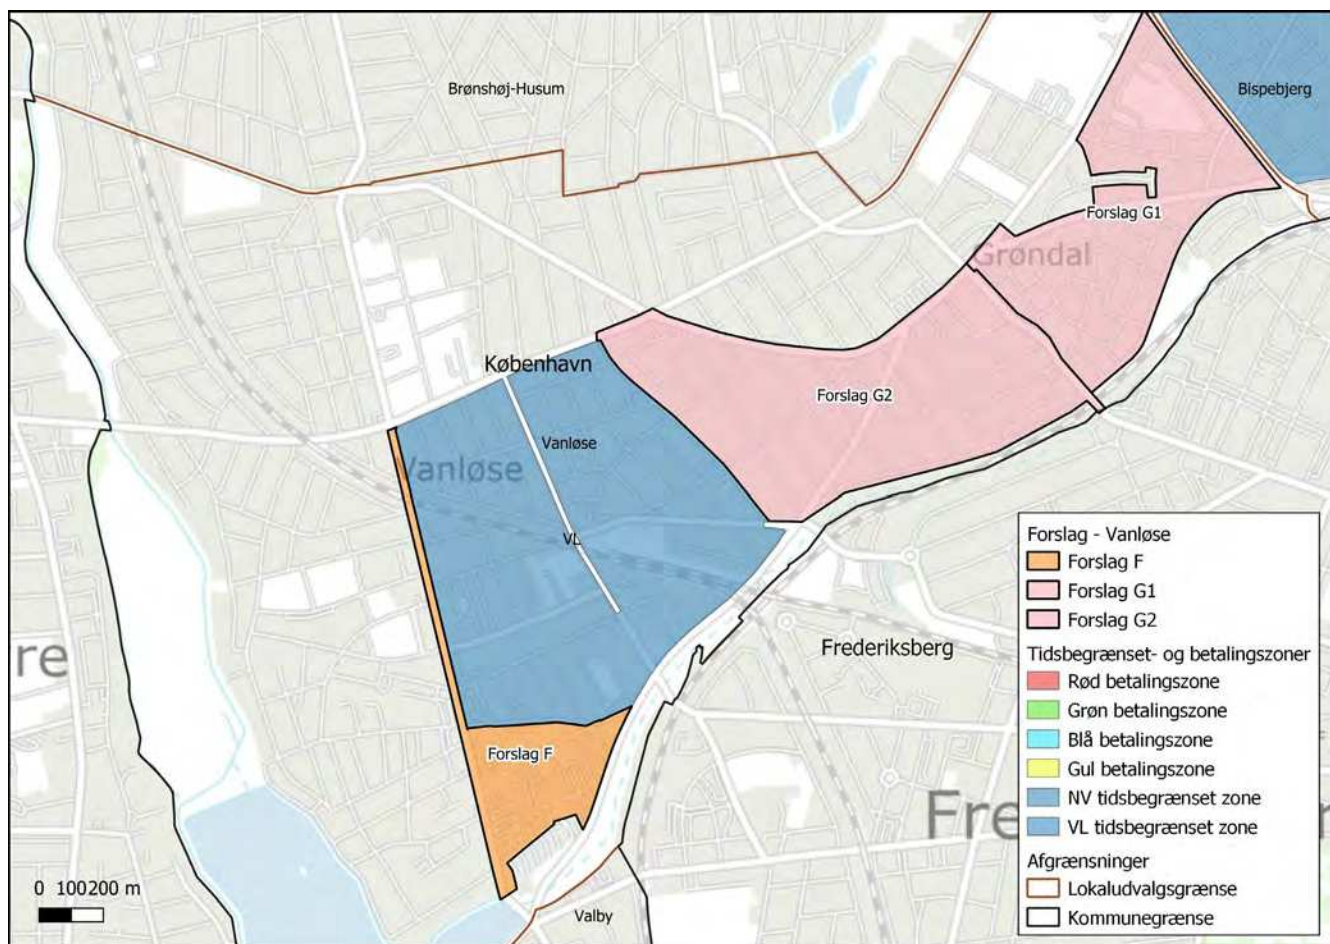 Brønshøj-Husum
Bispebjerg
Forslag G1
Grøndal
København
Forslag G2
Vanløse
Vanløse
VL
Forslag F
Frederiksberg
re
Fre
Valby
0 100200 m
Forslag - Vanløse
Forslag F
Forslag G1
Forslag G2
Tidsbegrænset- og betalingszoner
Rød betalingszone
Grøn betalingszone
Blå betalingszone
Gul betalingszone
NV tidsbegrænset zone
VL tidsbegrænset zone
Afgrænsninger
Lokaludvalgsgrænse
Kommunegrænse